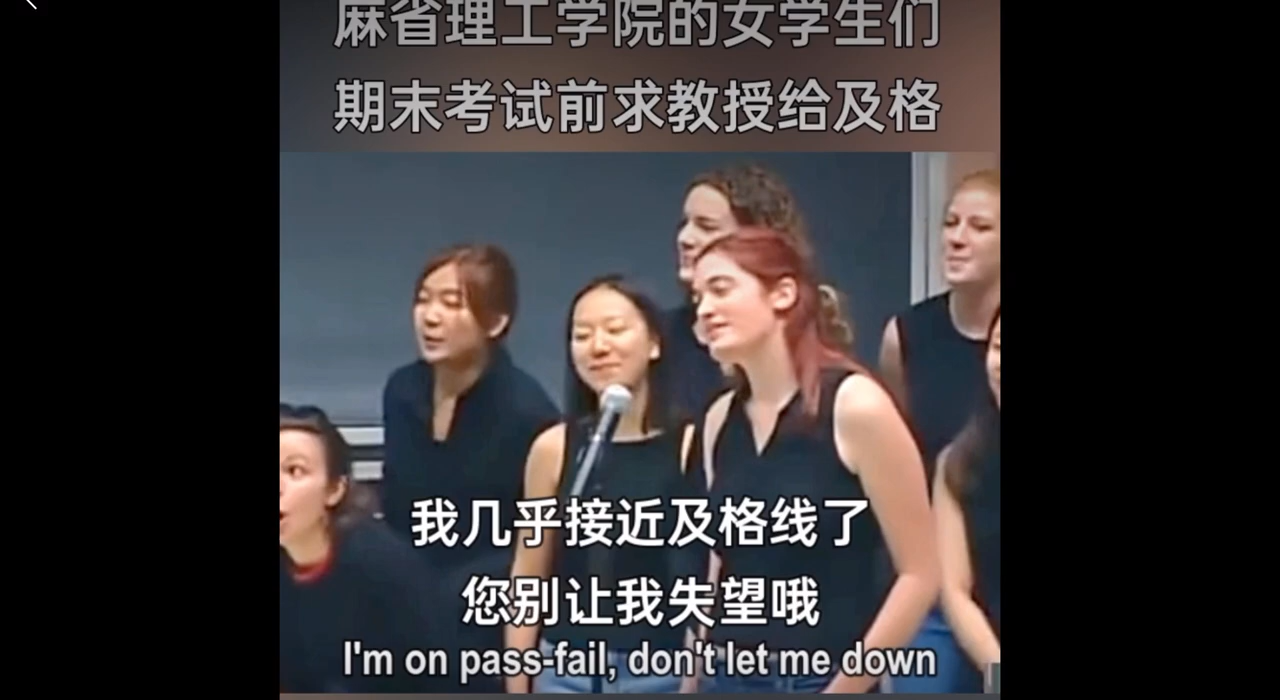 麻省理工学院的女学生们
期末考试前求教授给及格
我几乎接近及格线了
您别让我失望哦
I'm on pass-fail, don't let me down